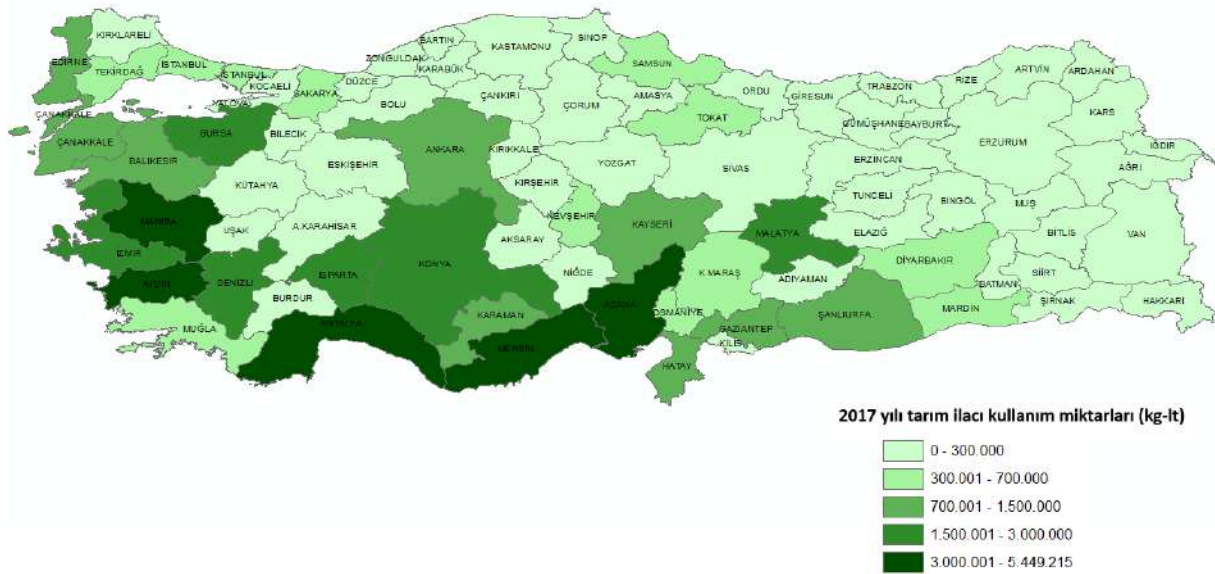 KIRKLARELİ
EDİRNE
TEKİRDAĞ
İSTANBUL
İSTANBUL
KOCAELİ
YALOVA
SAKARYA
DÜZCE
ZONGULDAK
BARTIN
KARABÜK
KASTAMONU
SİNOP
SAMSUN
ORDU
GİRESUN
TRABZON
RİZE
ARTVİN
ARDAHAN
KARS
IĞDIR
AĞRI
ÇANAKKALE
ÇANAKKALE
BALIKESİR
BURSA
BİLECİK
BOLU
ÇANKIRI
ÇORUM
AMASYA
TOKAT
GÜMÜŞHANE
BAYBURT
ERZURUM
ERZİNCAN
KÜTAHYA
ESKİŞEHİR
ANKARA
KIRIKKALE
KIRŞEHİR
YOZGAT
SİVAS
TUNCELİ
BİNGÖL
MUŞ
BİTLİS
VAN
MANİSA
UŞAK
A.KARAHİSAR
AKSARAY
NEVŞEHİR
KAYSERİ
MALATYA
ELAZIĞ
DİYARBAKIR
BATMAN
SİİRT
ŞIRNAK
HAKKARİ
İZMİR
AYDIN
DENİZLİ
ISPARTA
BURDUR
KONYA
NİĞDE
ADANA
K.MARAŞ
ADIYAMAN
MARDİN
MUĞLA
ANTALYA
KARAMAN
MERSİN
OSMANİYE
GAZİANTEP
KİLİS
ŞANLIURFA
HATAY
2017 yılı tarım ilacı kullanım miktarları (kg-lt)
0 - 300.000
300.001 - 700.000
700.001 - 1.500.000
1.500.001 - 3.000.000
3.000.001 - 5.449.215